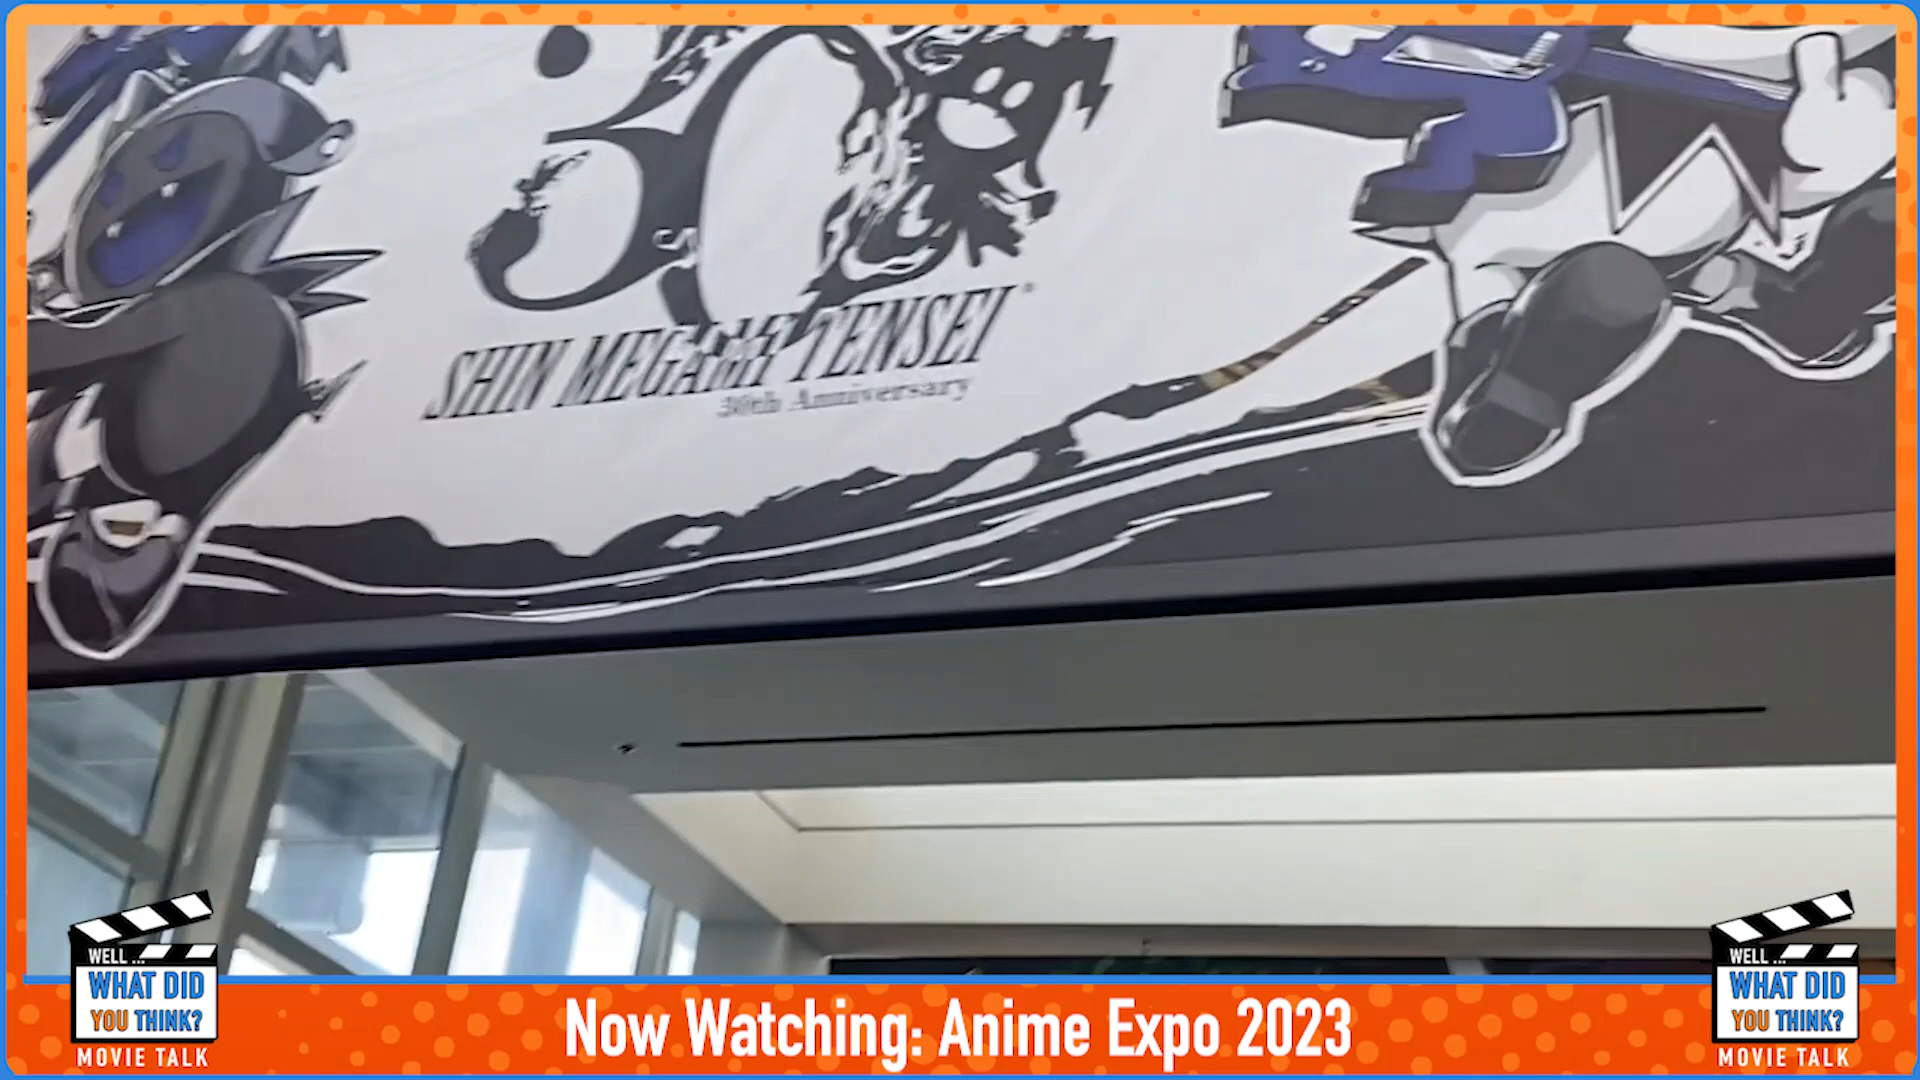 30
SHIN MEGAMI TENSEI
30th Anniversary
WELL ...
WHAT DID
YOU THINK?
MOVIE TALK
Now Watching: Anime Expo 2023
WELL ...
WHAT DID
YOU THINK?
MOVIE TALK